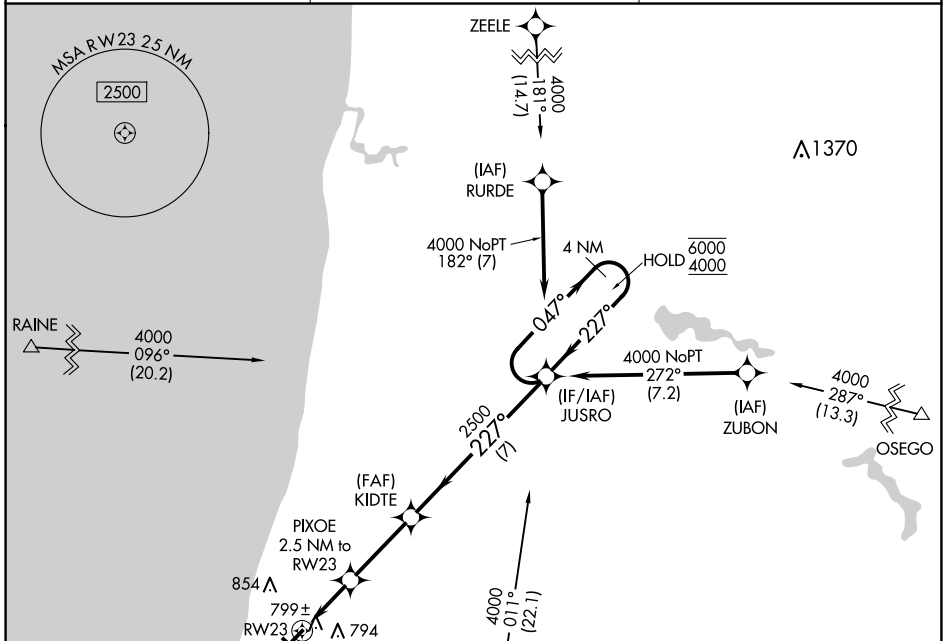 MSA RW23 25 NM
2500
ZEELE
4000
181°
(14.7)
1370
(IAF)
RURDE
4000 NoPT
182° (7)
4 NM
HOLD
6000
4000
047°
227°
RAINE
4000
096°
(20.2)
4000 NoPT
272°
(7.2)
(IF/IAF)
JUSRO
(IAF)
ZUBON
4000
287°
(13.3)
OSEGO
2500
227°
(7)
(FAF)
KIDTE
PIXOE
2.5 NM to
RW23
854
799±
RW23
794
4000
011°
(22.1)